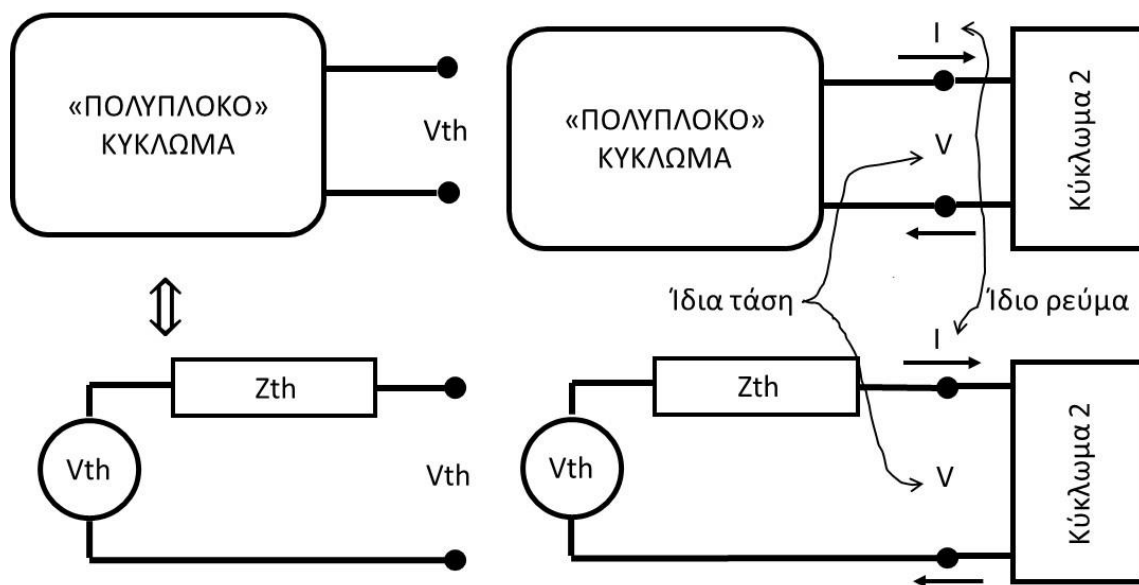 «ΠΟΛΥΠΛΟΚΟ»
ΚΥΚΛΩΜΑ
Vth
«ΠΟΛΥΠΛΟΚΟ»
ΚΥΚΛΩΜΑ
I
V
Κύκλωμα 2
Ίδια τάση
Ίδιο ρεύμα
Zth
Vth
Vth
Zth
Vth
I
V
Κύκλωμα 2